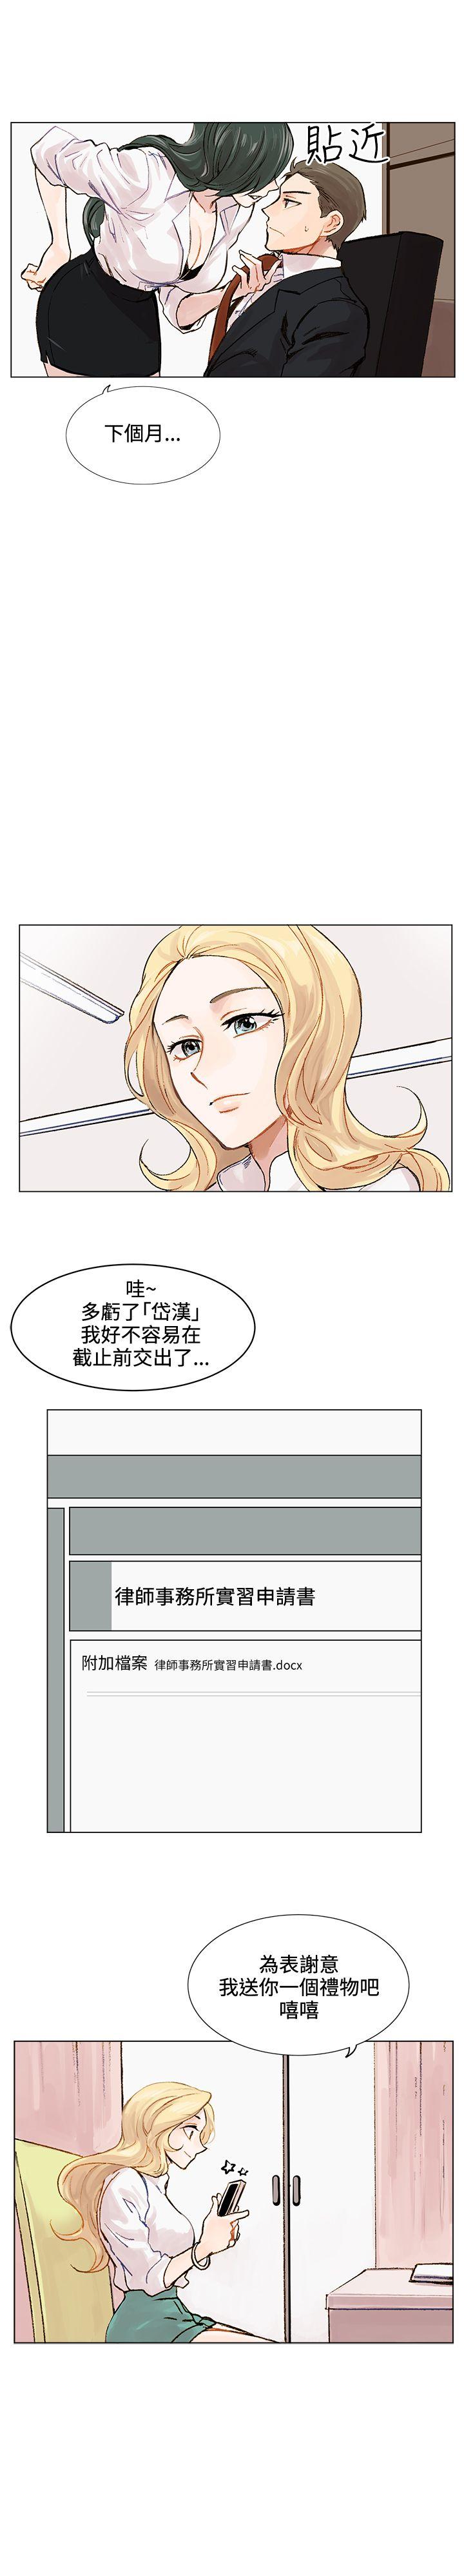 貼近
下個月...
哇~
多虧了「岱漢」
我好不容易在
截止前交出了...
律師事務所實習申請書
附加檔案 律師事務所實習申請書.docx
為表謝意
我送你一個禮物吧
嘻嘻